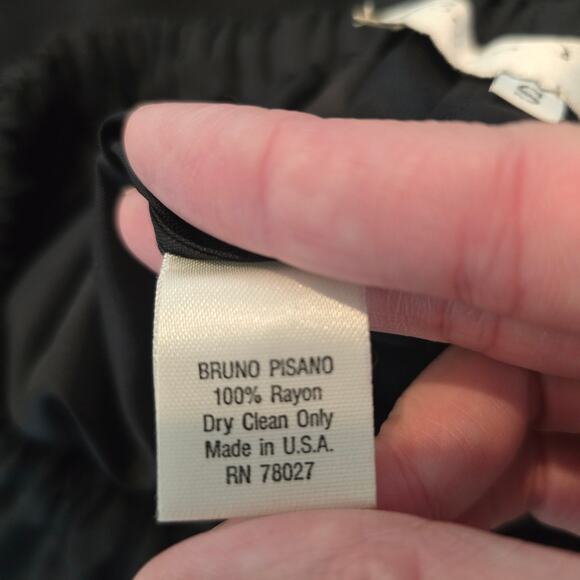 S
BRUNO PISANO
100% Rayon
Dry Clean Only
Made in U.S.A.
RN 78027